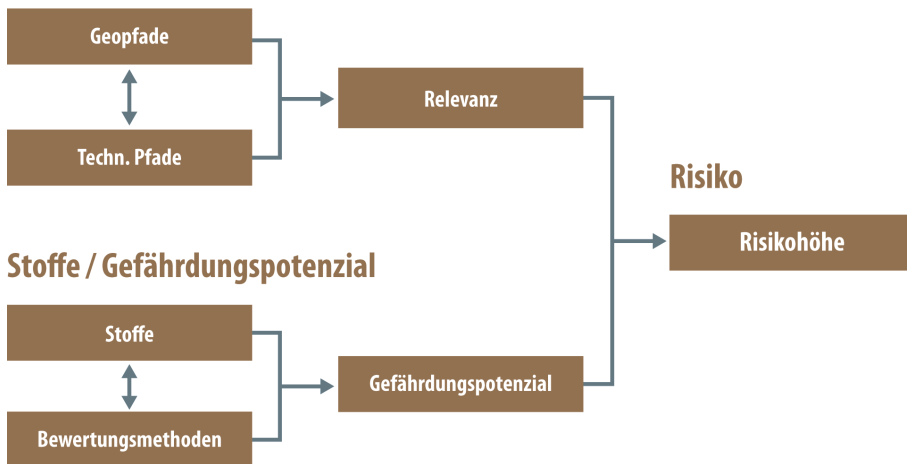 Geopfade
Techn. Pfade
Relevanz
Risiko
Risikohöhe
Stoffe / Gefährdungspotenzial
Stoffe
Bewertungsmethoden
Gefährdungspotenzial